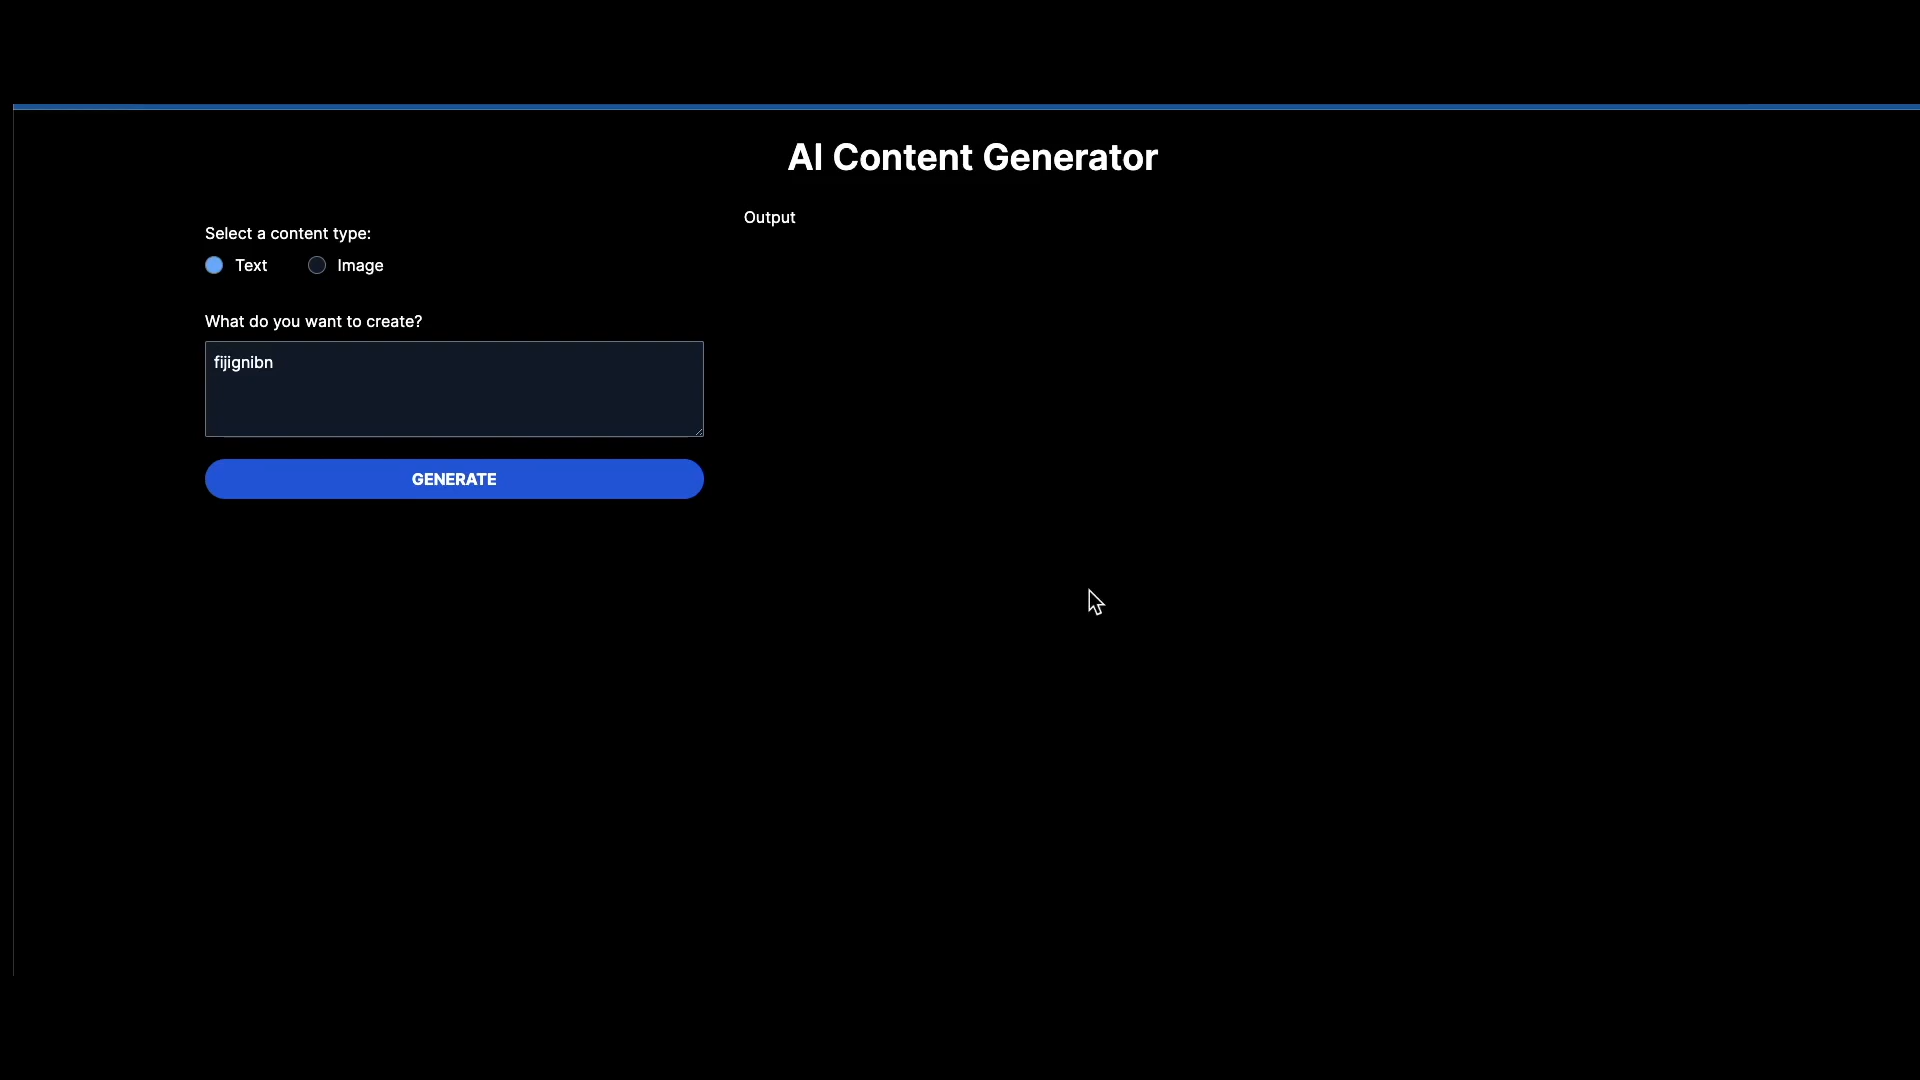 AI Content Generator
Select a content type:
Text
Image
What do you want to create?
fijignibn
GENERATE
Output